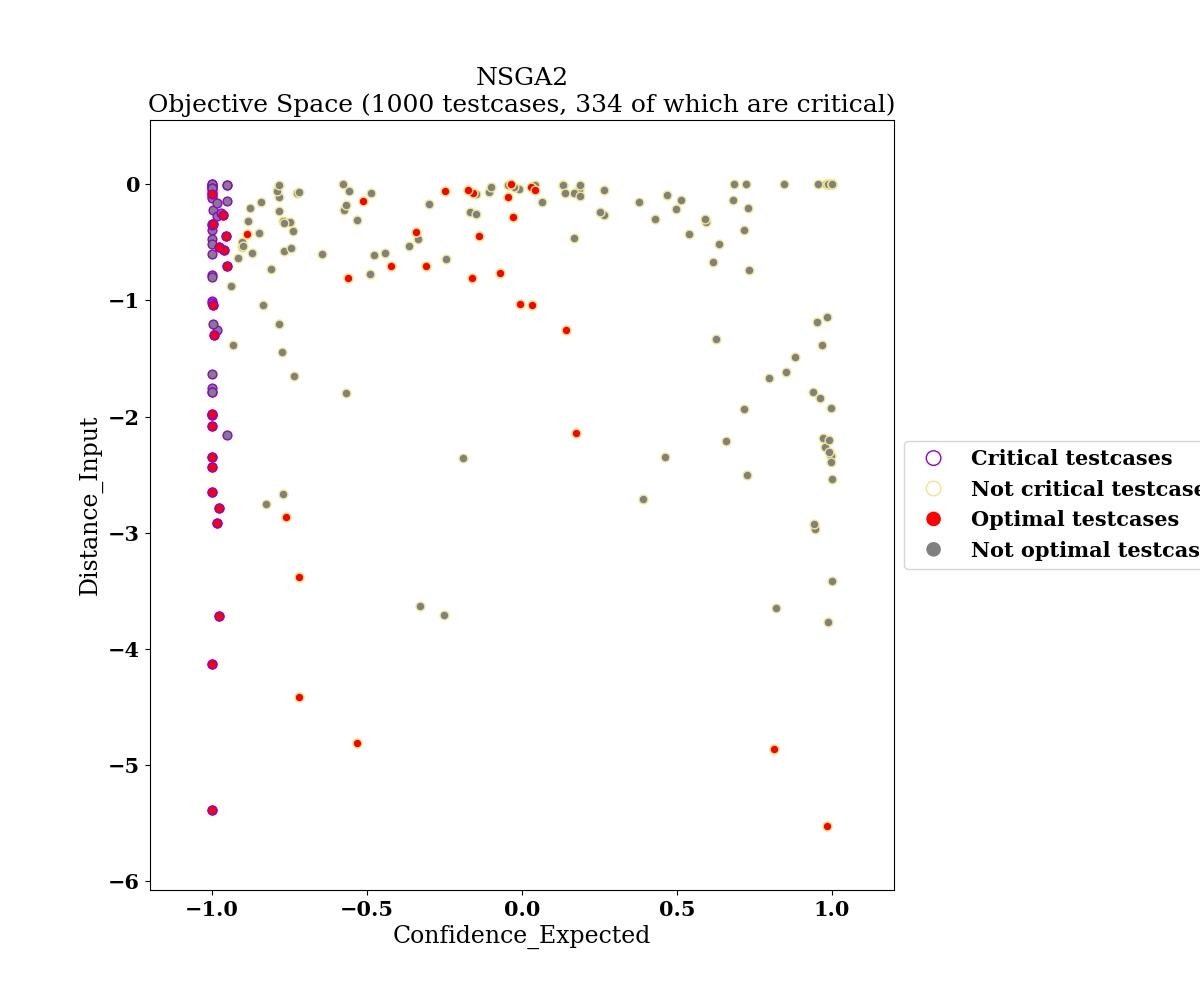 NSGA2
Objective Space (1000 testcases, 334 of which are critical)
0
−1
−2
−3
−4
−5
−6
Distance_Input
−1.0
−0.5
0.0
0.5
1.0
Confidence_Expected
Critical testcases
Not critical testcase
Optimal testcases
Not optimal testcas